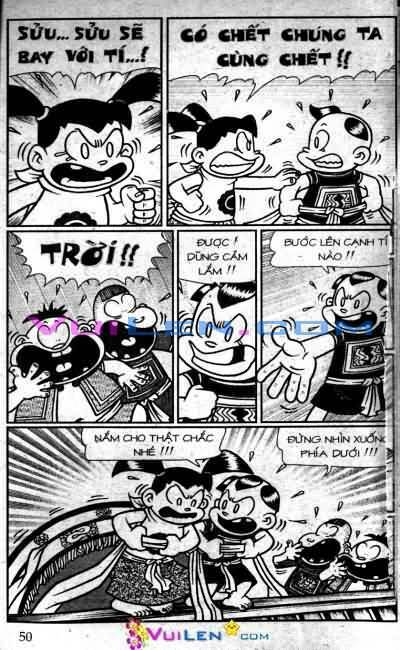 SỬU... SỬU SẼ
BAY VỚI TÍ...!
CÓ CHẾT CHÚNG TA
CÙNG CHẾT!!
TRỜI!!
ĐƯỢC!
DŨNG CẢM
LẮM!!
BƯỚC LÊN CẠNH TÍ
NÀO!!
VuiLen.com
NẮM CHO THẬT CHẮC
NHÉ!!!
ĐỪNG NHÌN XUỐNG
PHÍA DƯỚI!!!
50
VuiLen.com